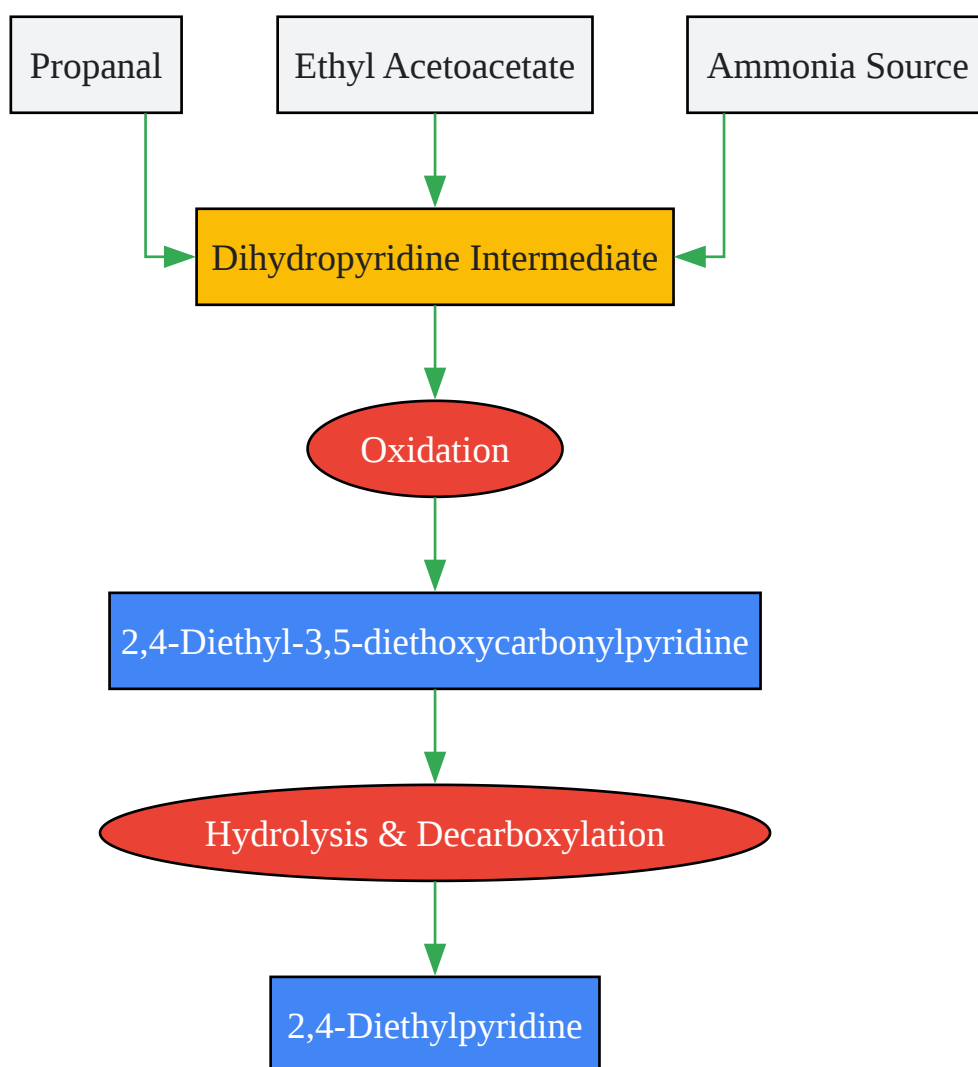 Propanal
Ethyl Acetoacetate
Ammonia Source
Dihydropyridine Intermediate
Oxidation
2,4-Diethyl-3,5-diethoxycarbonylpyridine
Hydrolysis & Decarboxylation
2,4-Diethylpyridine